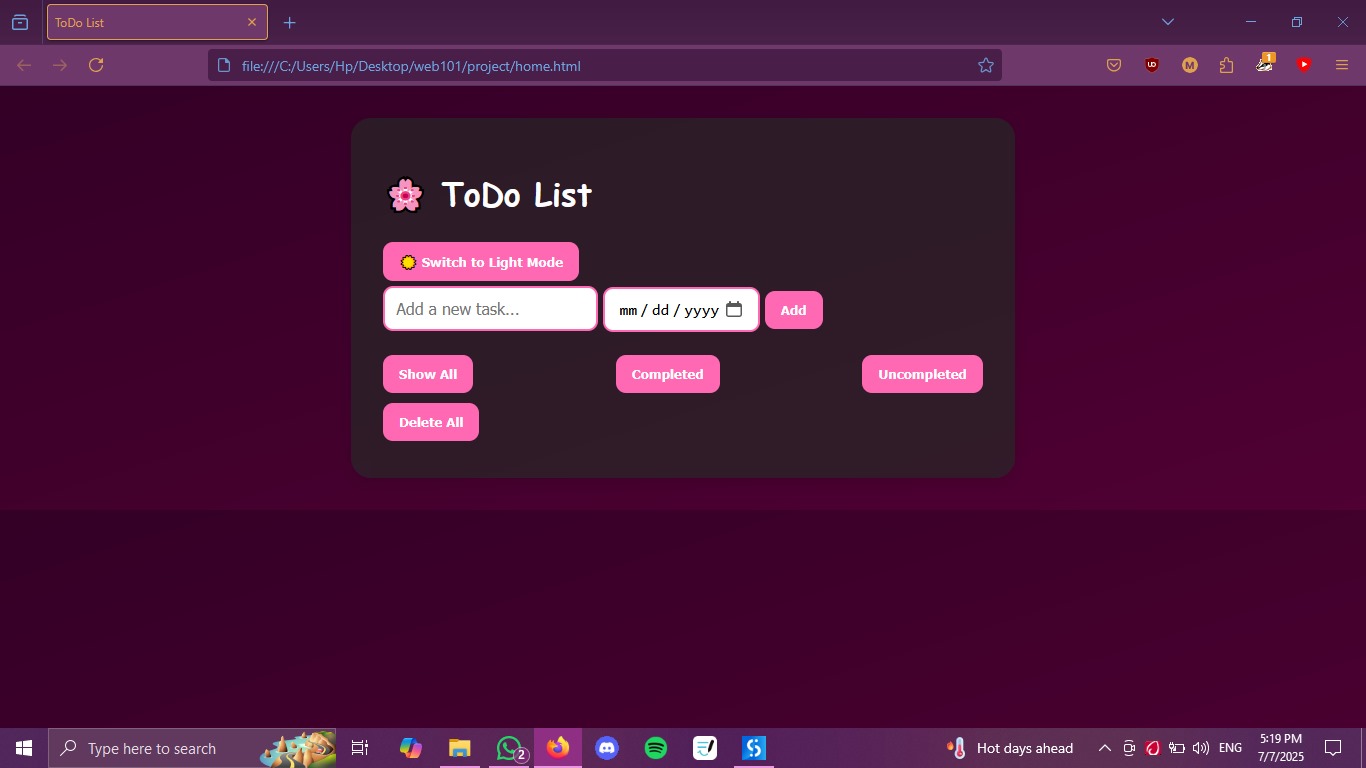 ToDo List
file:///C:/Users/Hp/Desktop/web101/project/home.html
1
ToDo List
Switch to Light Mode
Add a new task...
mm / dd / yyyy
Add
Show All
Completed
Uncompleted
Delete All
Type here to search
2
Hot days ahead
ENG
5:19 PM
7/7/2025